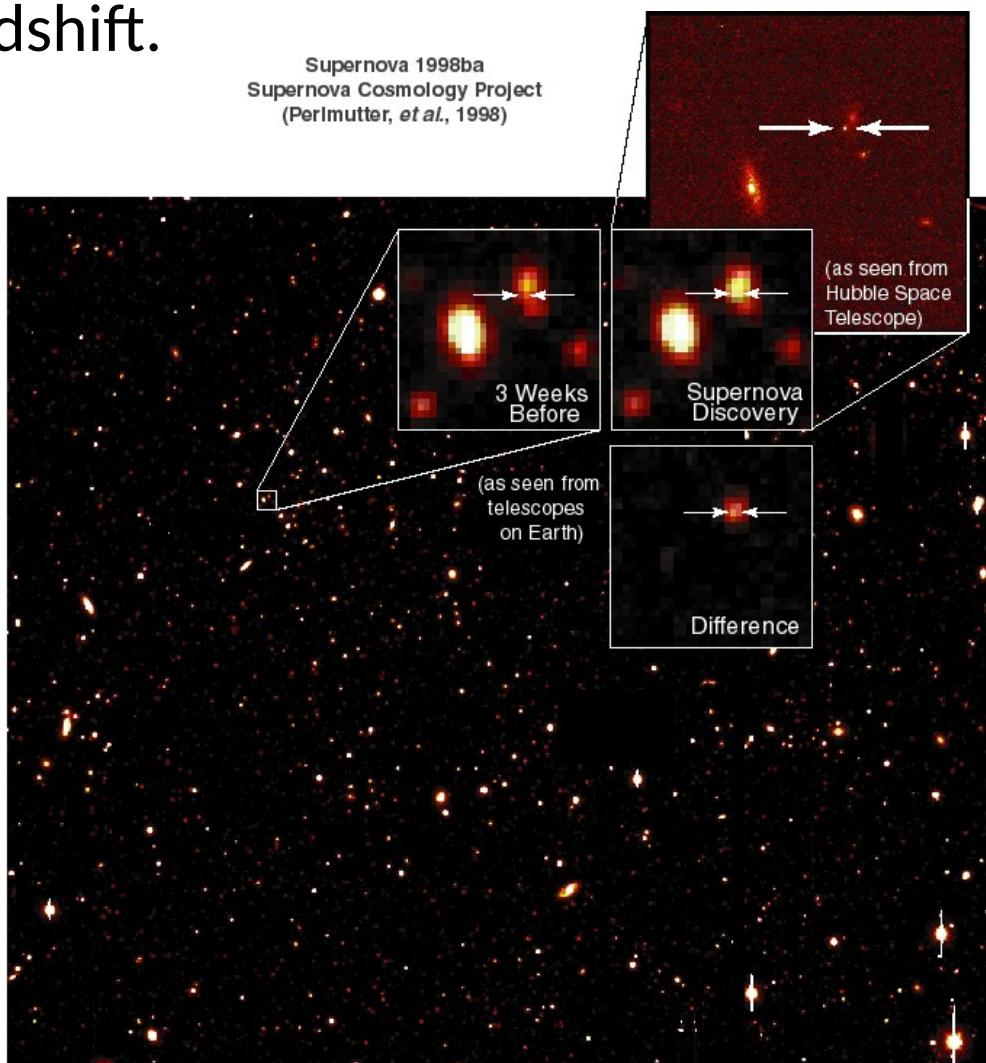 dshift.
Supernova 1998ba
Supernova Cosmology Project
(Perlmutter, et al., 1998)
(as seen from
Hubble Space
Telescope)
3 Weeks
Before
Supernova
Discovery
(as seen from
telescopes
on Earth)
Difference